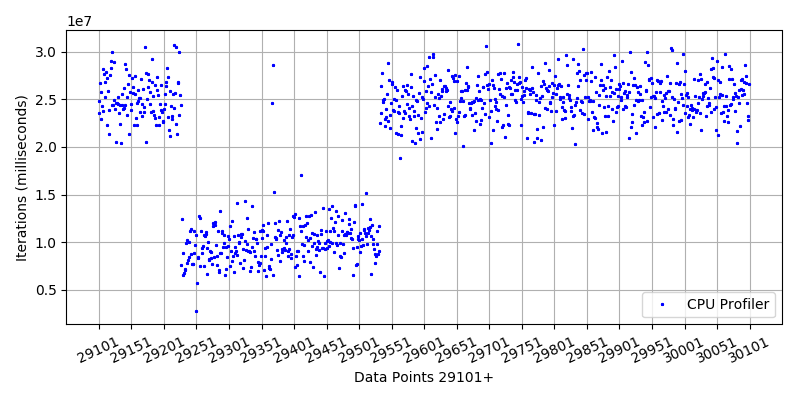 1e7
3.0
2.5
2.0
1.5
1.0
0.5
Iterations (milliseconds)
CPU Profiler
29101 29151 29201 29251 29301 29351 29401 29451 29501 29551 29601 29651 29701 29751 29801 29851 29901 29951 30001 30051 30101
Data Points 29101+